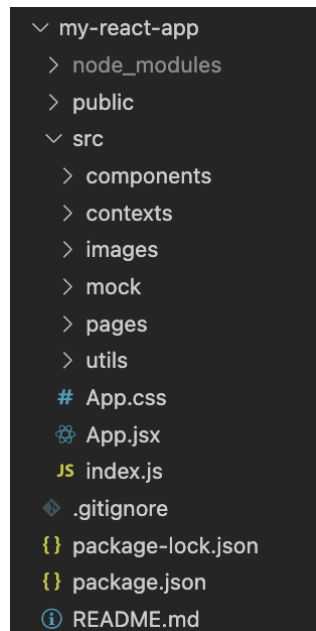 my-react-app
node_modules
public
src
components
contexts
images
mock
pages
utils
# App.css
App.jsx
JS index.js
.gitignore
{} package-lock.json
{} package.json
README.md